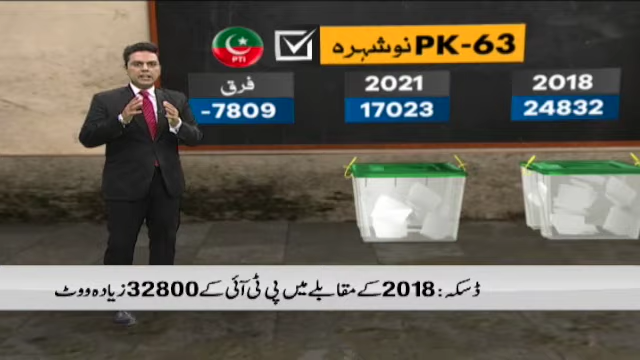 PK-63 نوشہرہ
PTI
2018 2021 فرق
24832 17023 -7809
ڈسکہ: 2018 کے مقابلے میں پی ٹی آئی کے 32800 زیادہ ووٹ